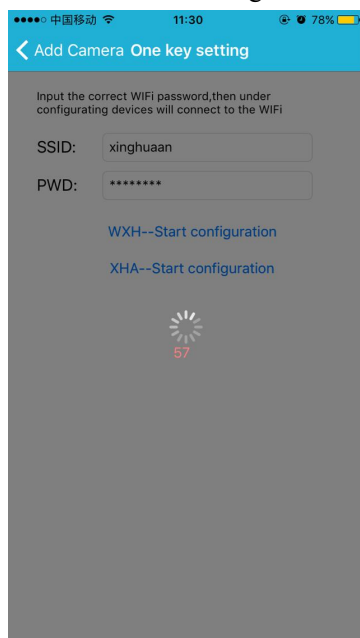 中国移动 11:30 78%
Add Camera One key setting
Input the correct WIFi password,then under
configurating devices will connect to the WIFi
SSID: xinghuaan
PWD: ********
WXH--Start configuration
XHA--Start configuration
57